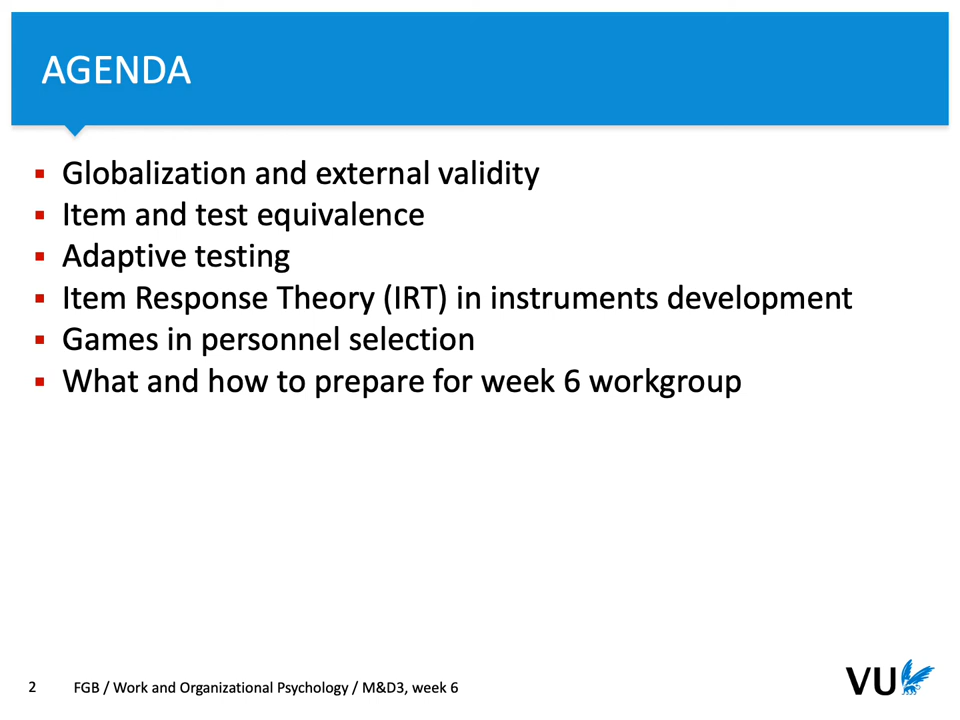 AGENDA
▪ Globalization and external validity
▪ Item and test equivalence
▪ Adaptive testing
▪ Item Response Theory (IRT) in instruments development
▪ Games in personnel selection
▪ What and how to prepare for week 6 workgroup
2 FGB / Work and Organizational Psychology / M&D3, week 6
VU